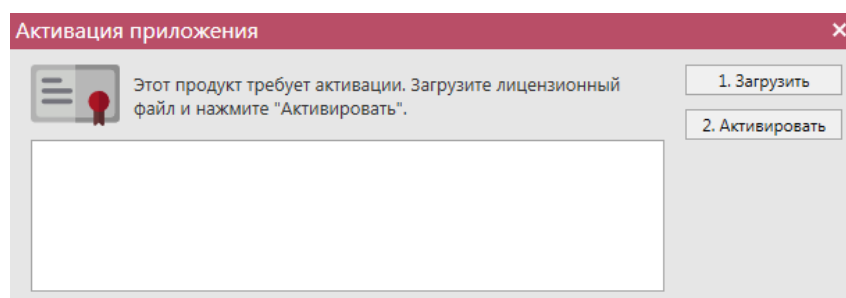 Активация приложения
Этот продукт требует активации. Загрузите лицензионный
файл и нажмите "Активировать".
1. Загрузить
2. Активировать